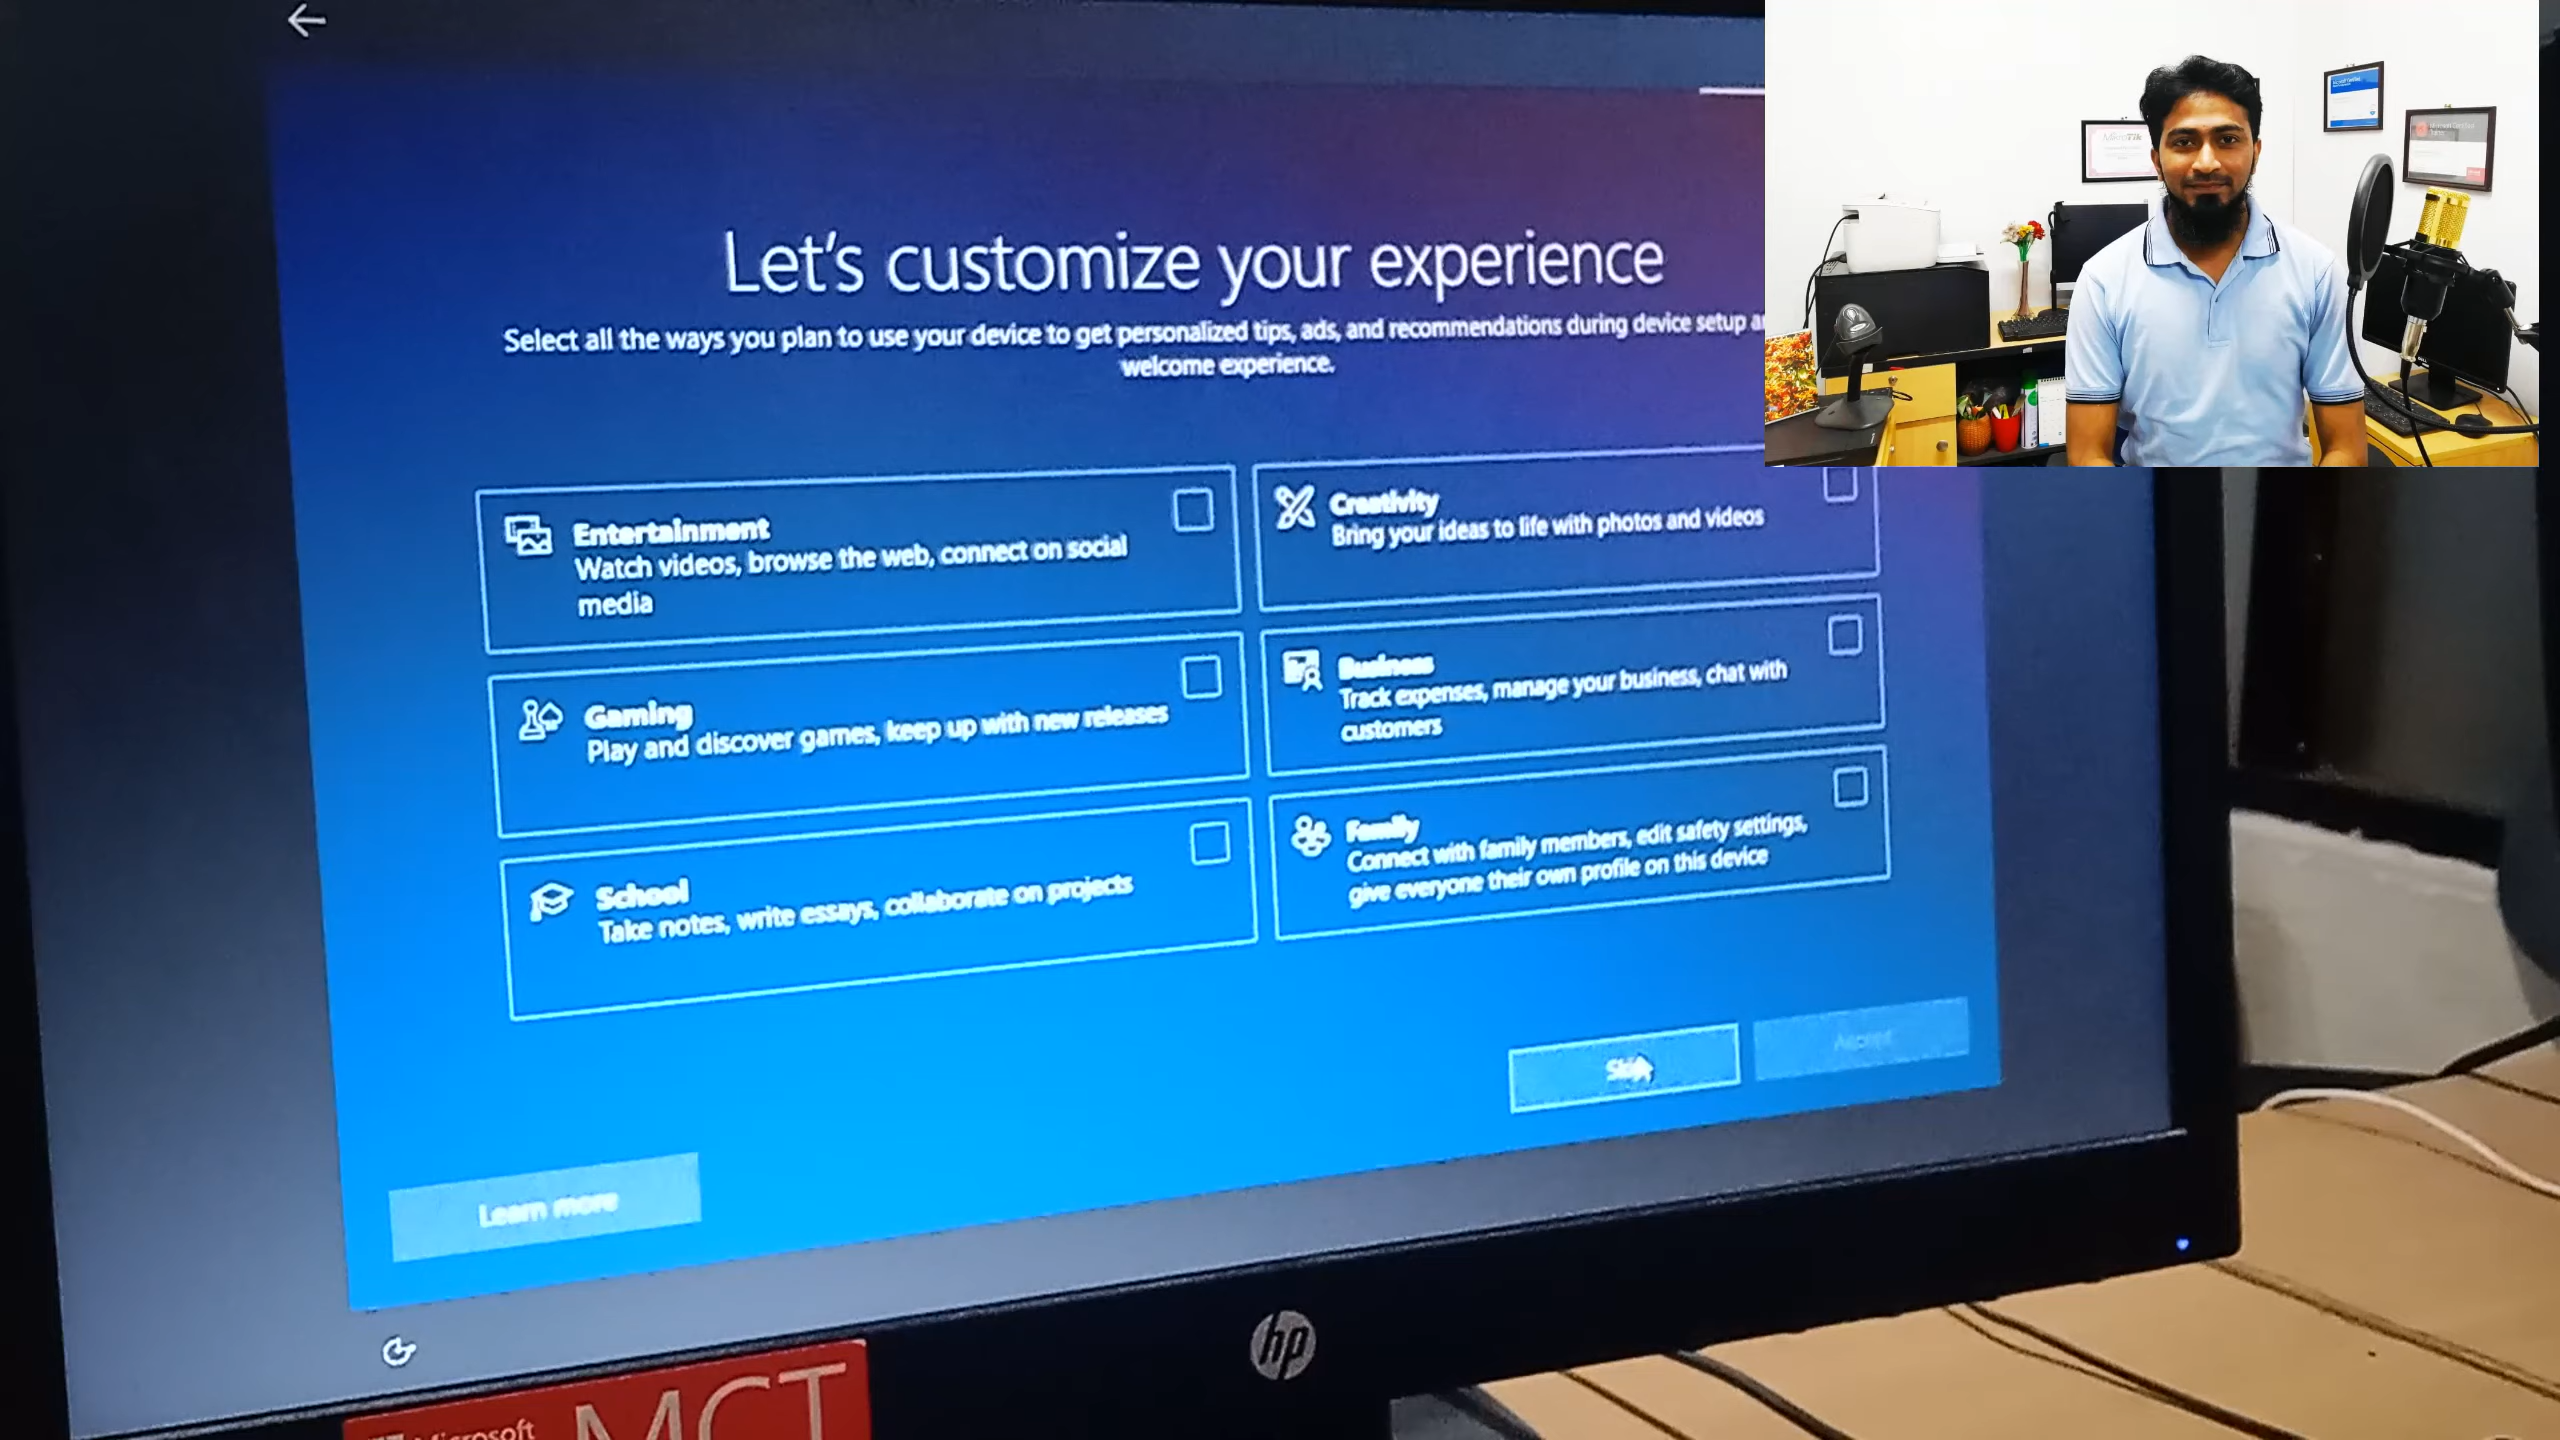 Let's customize your experience
Select all the ways you plan to use your device to get personalized tips, ads, and recommendations during device setup
welcome experience.
Entertainment
Watch videos, browse the web, connect on social
media
Creativity
Bring your ideas to life with photos and videos
Gaming
Play and discover games, keep up with new releases
Business
Track expenses, manage your business, chat with
customers
School
Take notes, write essays, collaborate on projects
Family
Connect with family members, edit safety settings,
give everyone their own profile on this device
Skip
Accept
Learn more
hp
Microsoft
MCT
MikroTik